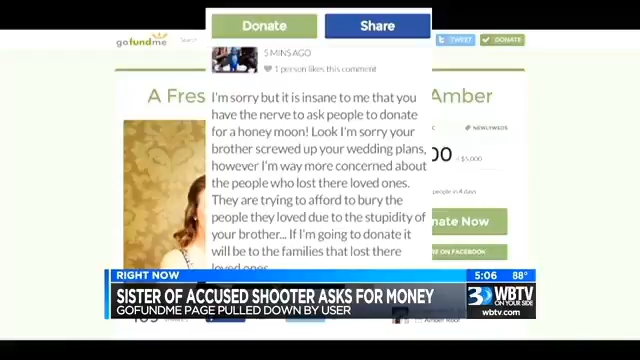 Donate
Share
gofundme
Search
TWEET
DONATE
5 MINS AGO
1 person likes this comment
A Fres
Amber
NEWLYWEDS
I'm sorry but it is insane to me that you
have the nerve to ask people to donate
for a honey moon! Look I'm sorry your
brother screwed up your wedding plans,
however I'm way more concerned about
the people who lost there loved ones.
They are trying to afford to bury the
people they loved due to the stupidity of
your brother... If I'm going to donate it
will be to the families that lost there
loved ones
00 / $5,000
people in 4 days
nate Now
RE ON FACEBOOK
RIGHT NOW
5:06 88°
SISTER OF ACCUSED SHOOTER ASKS FOR MONEY
GOFUNDME PAGE PULLED DOWN BY USER
3 WBTV
ON YOUR SIDE
wbtv.com
Amber Roof